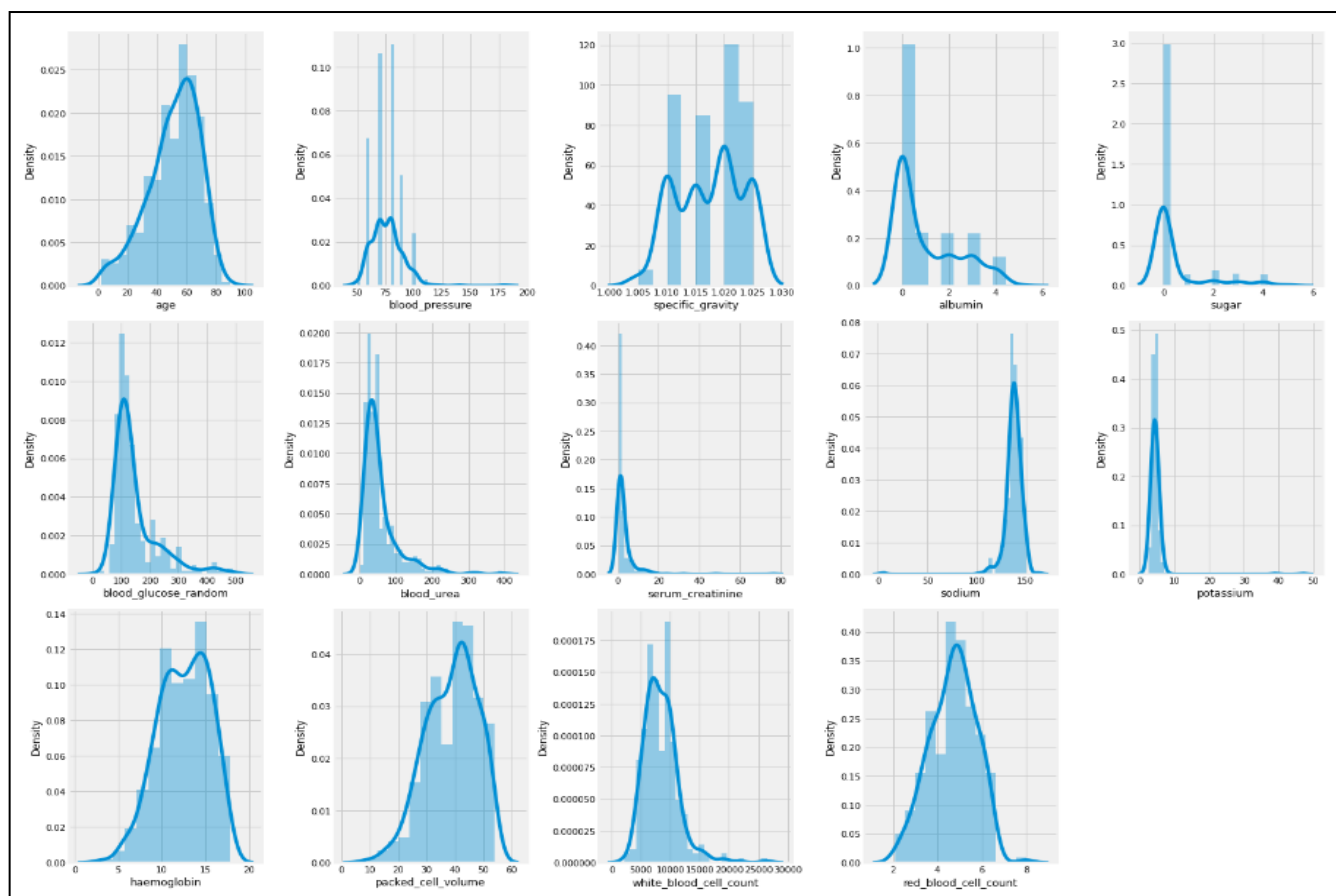 Density
0.000 0.005 0.010 0.015 0.020 0.025
0 20 40 60 80 100
age
Density
0.00 0.02 0.04 0.06 0.08 0.10
50 75 100 125 150 175 200
blood_pressure
Density
0 20 40 60 80 100 120
1.000 1.005 1.010 1.015 1.020 1.025 1.030
specific_gravity
Density
0.0 0.2 0.4 0.6 0.8 1.0
0 2 4 6
albumin
Density
0.0 0.5 1.0 1.5 2.0 2.5 3.0
0 2 4 6
sugar
Density
0.000 0.002 0.004 0.006 0.008 0.010 0.012
0 100 200 300 400 500
blood_glucose_random
Density
0.0000 0.0025 0.0050 0.0075 0.0100 0.0125 0.0150 0.0175 0.0200
0 100 200 300 400
blood_urea
Density
0.00 0.05 0.10 0.15 0.20 0.25 0.30 0.35 0.40
0 20 40 60 80
serum_creatinine
Density
0.00 0.01 0.02 0.03 0.04 0.05 0.06 0.07 0.08
0 50 100 150
sodium
Density
0.0 0.1 0.2 0.3 0.4 0.5
0 10 20 30 40 50
potassium
Density
0.00 0.02 0.04 0.06 0.08 0.10 0.12 0.14
0 5 10 15 20
haemoglobin
Density
0.00 0.01 0.02 0.03 0.04
0 10 20 30 40 50 60
packed_cell_volume
Density
0.000000 0.000025 0.000050 0.000075 0.000100 0.000125 0.000150 0.000175
0 5000 10000 15000 20000 25000 30000
white_blood_cell_count
Density
0.00 0.05 0.10 0.15 0.20 0.25 0.30 0.35 0.40
2 4 6 8
red_blood_cell_count